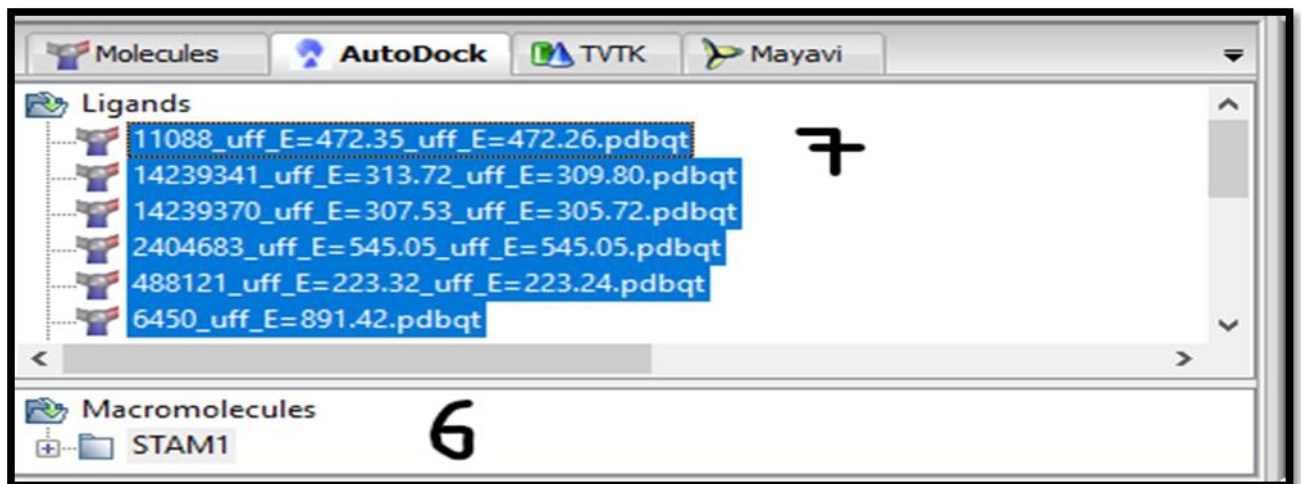 Molecules AutoDock TVTK Mayavi
Ligands
11088_uff_E=472.35_uff_E=472.26.pdbqt 7
14239341_uff_E=313.72_uff_E=309.80.pdbqt
14239370_uff_E=307.53_uff_E=305.72.pdbqt
2404683_uff_E=545.05_uff_E=545.05.pdbqt
488121_uff_E=223.32_uff_E=223.24.pdbqt
6450_uff_E=891.42.pdbqt
Macromolecules 6
STAM1